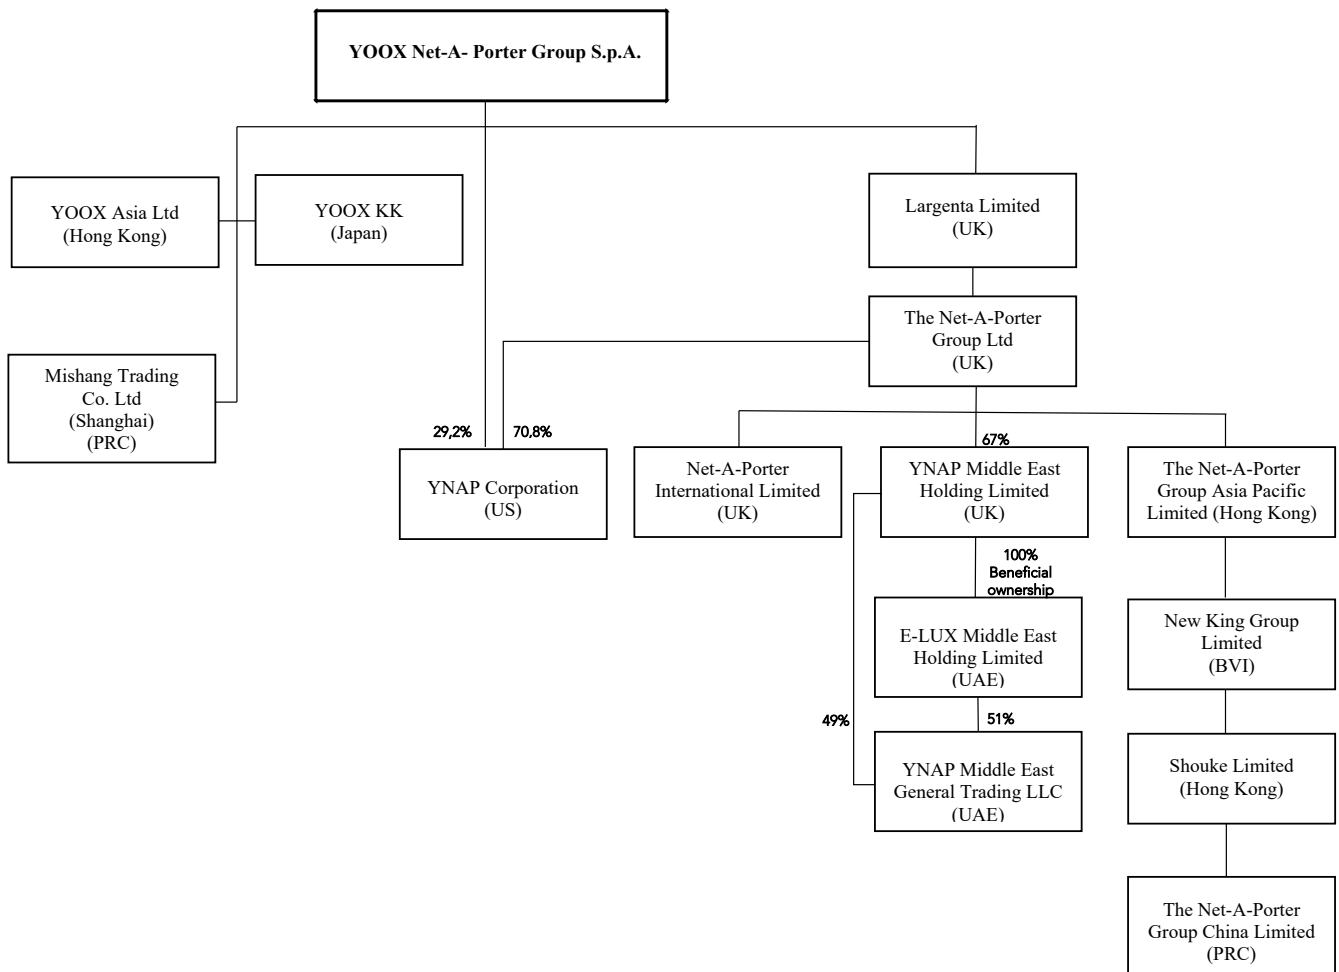 YOOX Net-A- Porter Group S.p.A.
YOOX Asia Ltd
(Hong Kong)
YOOX KK
(Japan)
Largenta Limited
(UK)
The Net-A-Porter
Group Ltd
(UK)
Mishang Trading
Co. Ltd
(Shanghai)
(PRC)
29,2%
70,8%
67%
YNAP Corporation
(US)
Net-A-Porter
International Limited
(UK)
YNAP Middle East
Holding Limited
(UK)
The Net-A-Porter
Group Asia Pacific
Limited (Hong Kong)
100%
Beneficial
ownership
E-LUX Middle East
Holding Limited
(UAE)
New King Group
Limited
(BVI)
49%
51%
YNAP Middle East
General Trading LLC
(UAE)
Shouke Limited
(Hong Kong)
The Net-A-Porter
Group China Limited
(PRC)